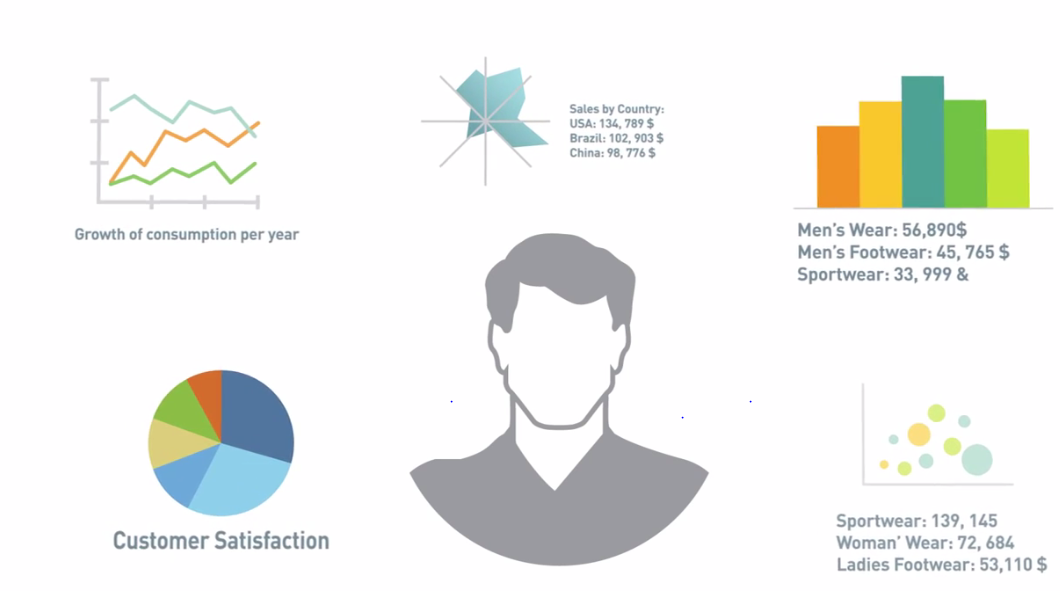 Sales by Country:
USA: 134, 789 $
Brazil: 102, 903 $
China: 98, 776 $
Growth of consumption per year
Men's Wear: 56,890$
Men's Footwear: 45, 765 $
Sportwear: 33, 999 &
Customer Satisfaction
Sportwear: 139, 145
Woman' Wear: 72, 684
Ladies Footwear: 53,110 $